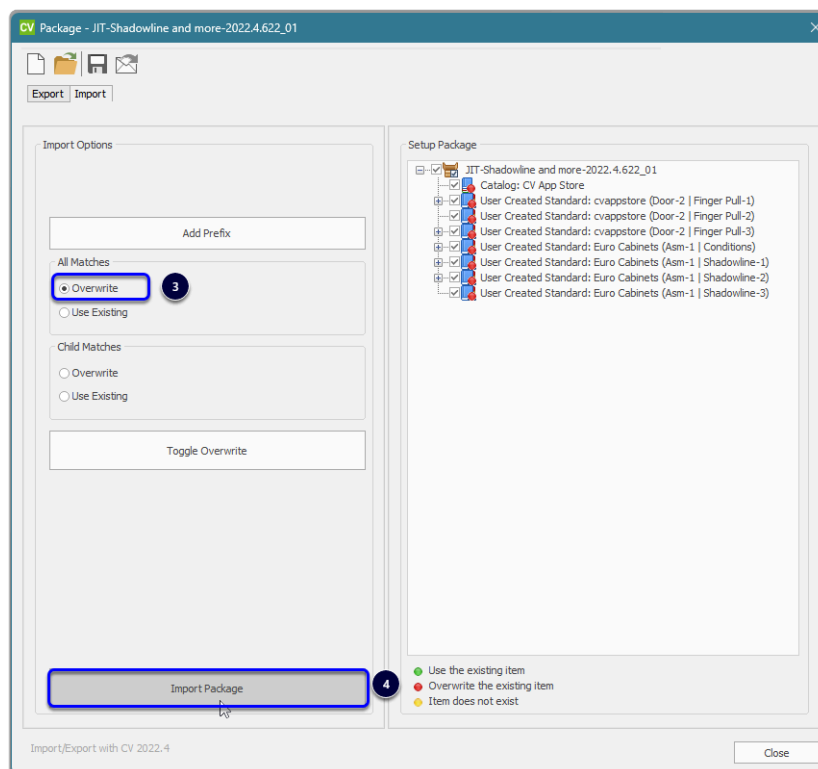 CV Package - JIT-Shadowline and more-2022.4.622_01
Export Import
Import Options
Add Prefix
All Matches
Overwrite 3
Use Existing
Child Matches
Overwrite
Use Existing
Toggle Overwrite
Import Package 4
Setup Package
JIT-Shadowline and more-2022.4.622_01
Catalog: CV App Store
User Created Standard: cvappstore (Door-2 | Finger Pull-1)
User Created Standard: cvappstore (Door-2 | Finger Pull-2)
User Created Standard: cvappstore (Door-2 | Finger Pull-3)
User Created Standard: Euro Cabinets (Asm-1 | Conditions)
User Created Standard: Euro Cabinets (Asm-1 | Shadowline-1)
User Created Standard: Euro Cabinets (Asm-1 | Shadowline-2)
User Created Standard: Euro Cabinets (Asm-1 | Shadowline-3)
Use the existing item
Overwrite the existing item
Item does not exist
Import/Export with CV 2022.4
Close